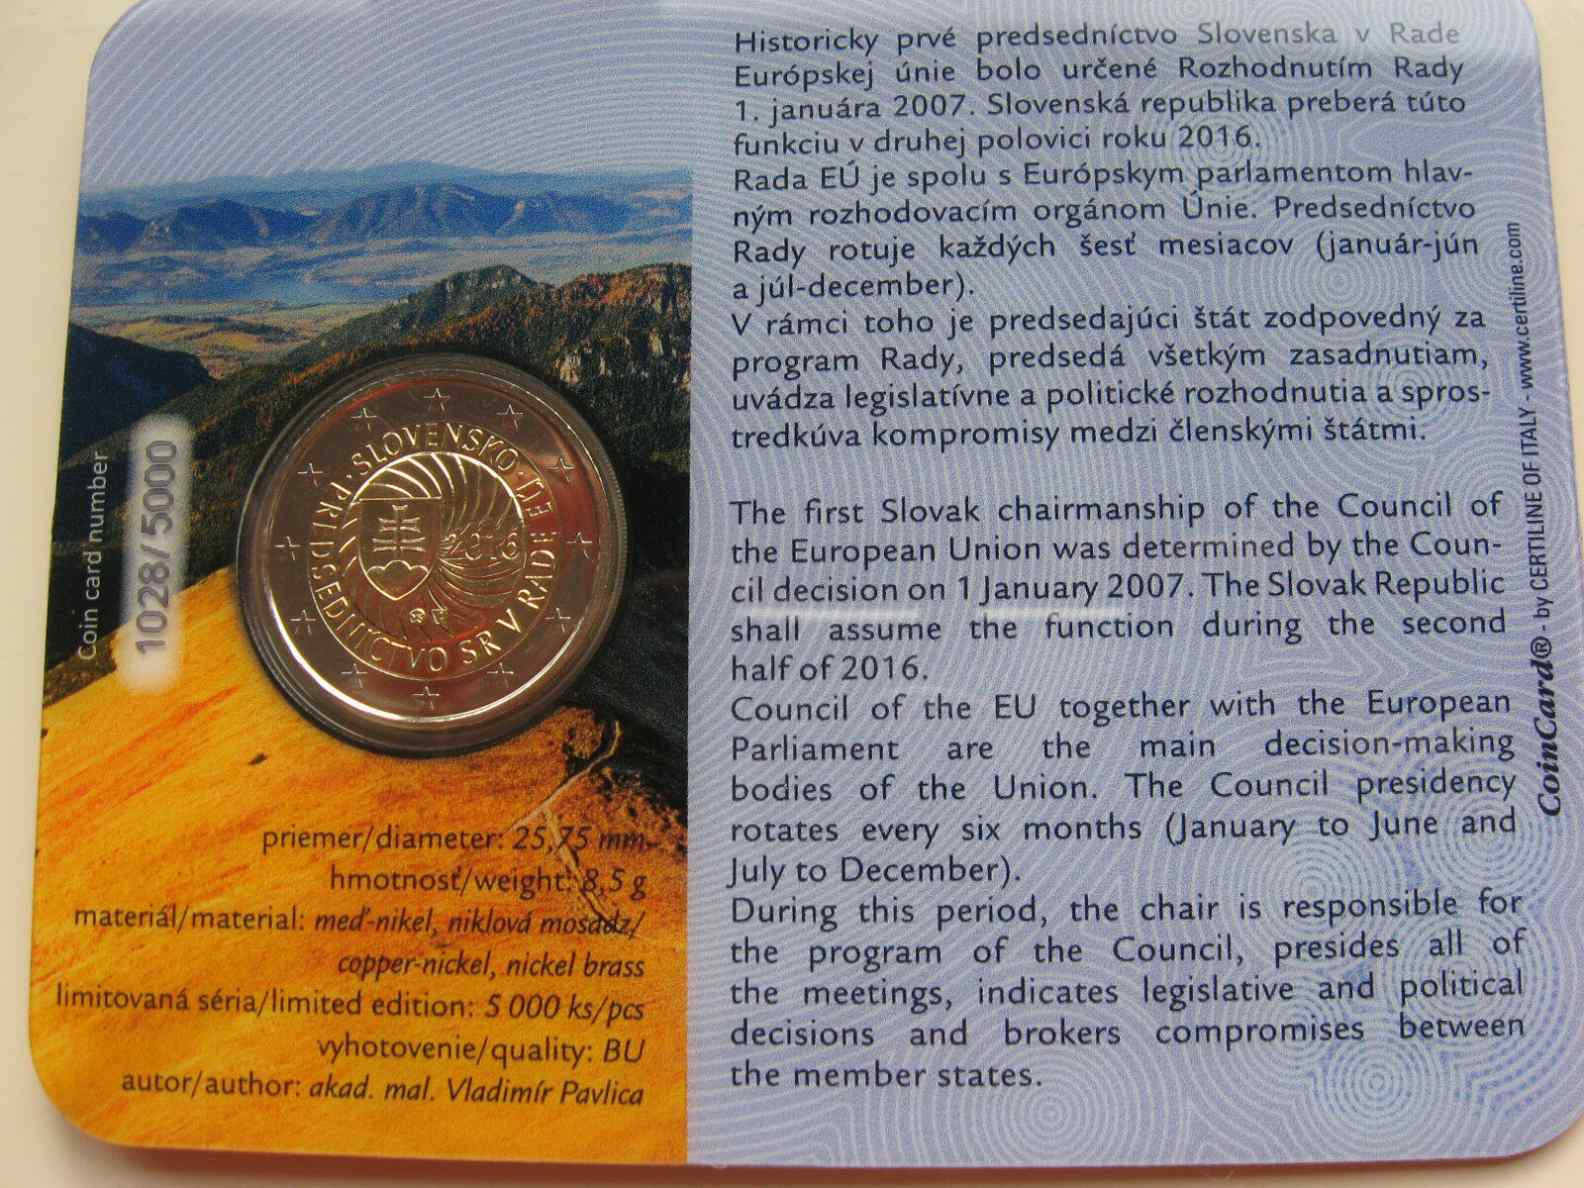 Historicky prvé predsedníctvo Slovenska v Rade
Európskej únie bolo určené Rozhodnutím Rady
1. januára 2007. Slovenská republika preberá túto
funkciu v druhej polovici roku 2016.
Rada EÚ je spolu s Európskym parlamentom hlav-
ným rozhodovacím orgánom Únie. Predsedníctvo
Rady rotuje každých šesť mesiacov (január-jún
a júl-december).
V rámci toho je predsedajúci štát zodpovedný za
program Rady, predsedá všetkým zasadnutiam,
uvádza legislatívne a politické rozhodnutia a spros-
tredkúva kompromisy medzi členskými štátmi.
The first Slovak chairmanship of the Council of
the European Union was determined by the Coun-
cil decision on 1 January 2007. The Slovak Republic
shall assume the function during the second
half of 2016.
Council of the EU together with the European
Parliament are the main decision-making
bodies of the Union. The Council presidency
rotates every six months (January to June and
July to December).
During this period, the chair is responsible for
the program of the Council, presides all of
the meetings, indicates legislative and political
decisions and brokers compromises between
the member states.
CoinCard® - by CERTILINE OF ITALY - www.certiline.com
Coin card number
1028/5000
· SLOVENSKO ·
PREDSEDNÍCTVO SR V RADE EÚ
2016
priemer/diameter: 25,75 mm
hmotnosť/weight: 8,5 g
materiál/material: meď-nikel, niklová mosadz/
copper-nickel, nickel brass
limitovaná séria/limited edition: 5 000 ks/pcs
vyhotovenie/quality: BU
autor/author: akad. mal. Vladimír Pavlica